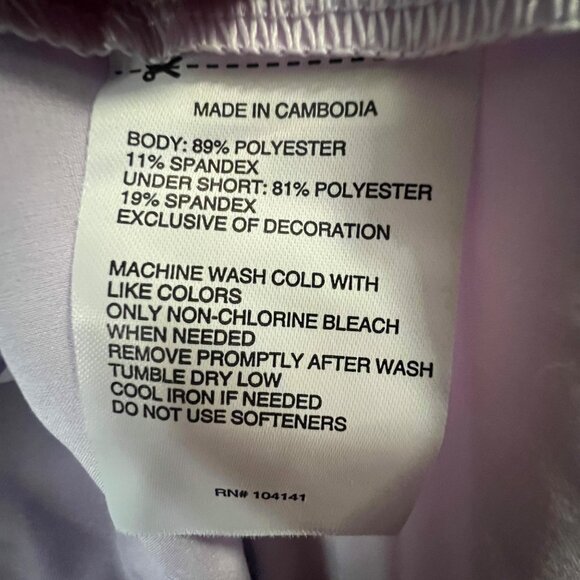 MADE IN CAMBODIA
BODY: 89% POLYESTER
11% SPANDEX
UNDER SHORT: 81% POLYESTER
19% SPANDEX
EXCLUSIVE OF DECORATION
MACHINE WASH COLD WITH
LIKE COLORS
ONLY NON-CHLORINE BLEACH
WHEN NEEDED
REMOVE PROMPTLY AFTER WASH
TUMBLE DRY LOW
COOL IRON IF NEEDED
DO NOT USE SOFTENERS
RN# 104141